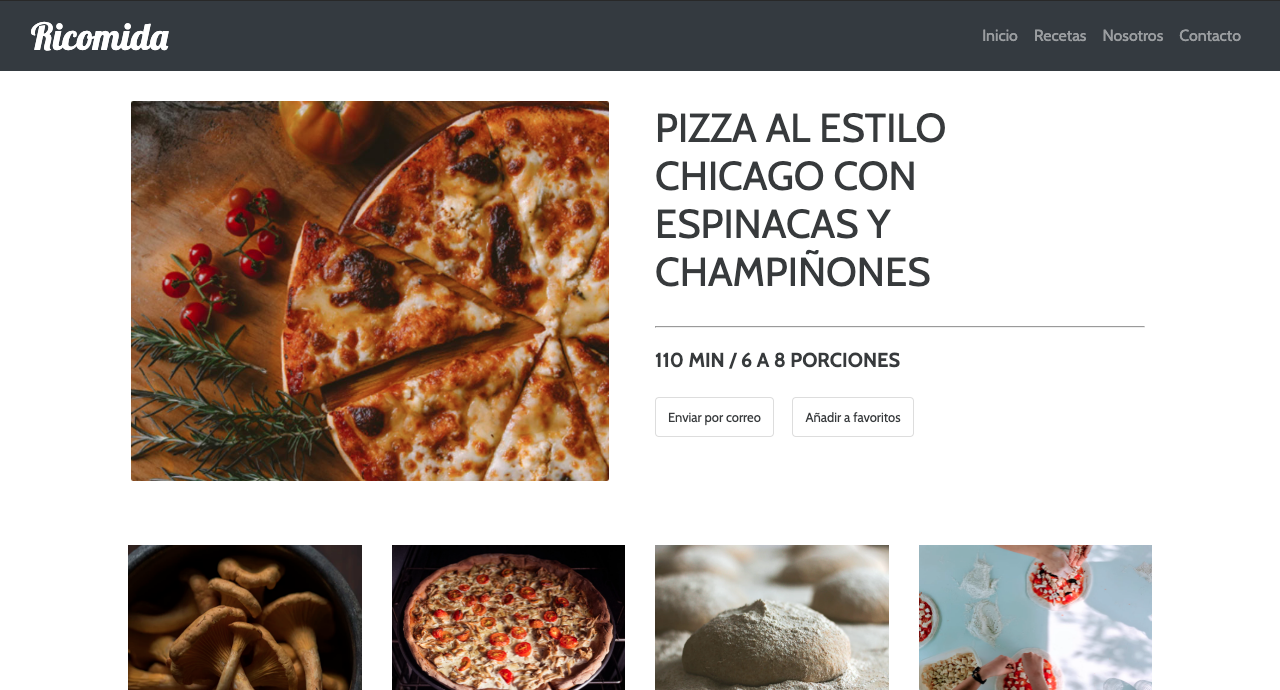 Ricomida
Inicio Recetas Nosotros Contacto
PIZZA AL ESTILO
CHICAGO CON
ESPINACAS Y
CHAMPIÑONES
110 MIN / 6 A 8 PORCIONES
Enviar por correo Añadir a favoritos